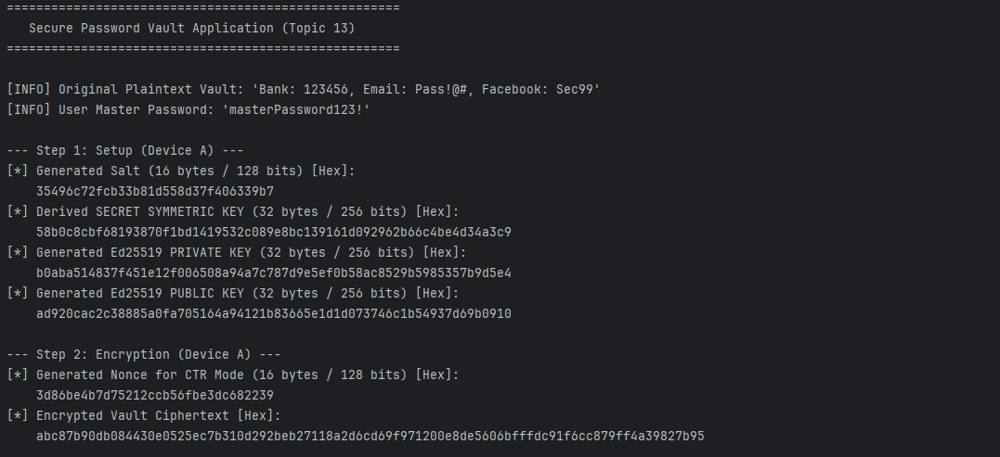 =====================================================
Secure Password Vault Application (Topic 13)
=====================================================
[INFO] Original Plaintext Vault: 'Bank: 123456, Email: Pass!@#, Facebook: Sec99'
[INFO] User Master Password: 'masterPassword123!'
--- Step 1: Setup (Device A) ---
[*] Generated Salt (16 bytes / 128 bits) [Hex]:
35496c72fcb33b81d558d37f406339b7
[*] Derived SECRET SYMMETRIC KEY (32 bytes / 256 bits) [Hex]:
58b0c8cbf68193870f1bd1419532c089e8bc139161d092962b66c4be4d34a3c9
[*] Generated Ed25519 PRIVATE KEY (32 bytes / 256 bits) [Hex]:
b0aba514837f451e12f006508a94a7c787d9e5ef0b58ac8529b5985357b9d5e4
[*] Generated Ed25519 PUBLIC KEY (32 bytes / 256 bits) [Hex]:
ad920cac2c38885a0fa705164a94121b83665e1d1d073746c1b54937d69b0910
--- Step 2: Encryption (Device A) ---
[*] Generated Nonce for CTR Mode (16 bytes / 128 bits) [Hex]:
3d86be4b7d75212ccb56fbe3dc682239
[*] Encrypted Vault Ciphertext [Hex]:
abc87b90db084430e0525ec7b310d292beb27118a2d6cd69f971200e8de5606bfffdc91f6cc879ff4a39827b95